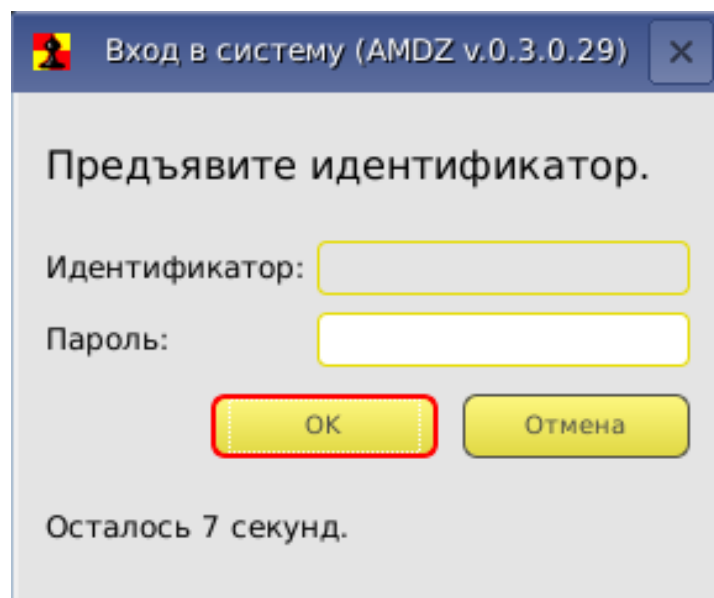 Вход в систему (AMDZ v.0.3.0.29)
Предъявите идентификатор.
Идентификатор:
Пароль:
OK Отмена
Осталось 7 секунд.